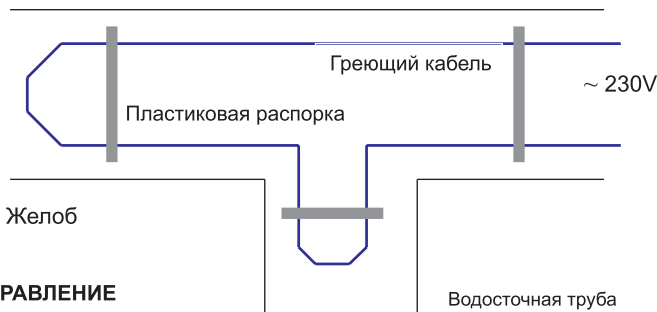 Греющий кабель
~ 230V
Пластиковая распорка
Желоб
РАВЛЕНИЕ
Водосточная труба